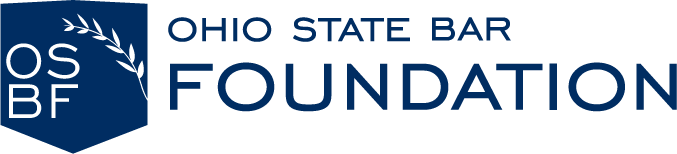 OS
BF
OHIO STATE BAR
FOUNDATION